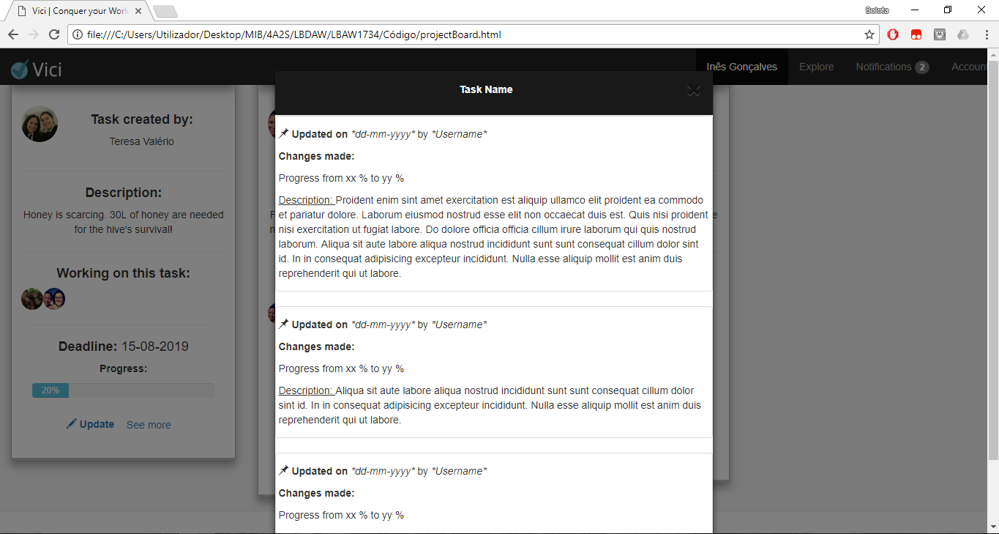 Vici | Conquer your Worl
Bolota
file:///C:/Users/Utilizador/Desktop/MIB/4A2S/LBDAW/LBAW1734/Código/projectBoard.html
Vici
Inês Gonçalves
Explore
Notifications 2
Account
Task created by:
Teresa Valério
Description:
Honey is scarcing. 30L of honey are needed
for the hive's survival!
Working on this task:
Deadline: 15-08-2019
Progress:
20%
Update See more
Task Name
Updated on *dd-mm-yyyy* by *Username*
Changes made:
Progress from xx % to yy %
Description: Proident enim sint amet exercitation est aliquip ullamco elit proident ea commodo
et pariatur dolore. Laborum eiusmod nostrud esse elit non occaecat duis est. Quis nisi proident
nisi exercitation ut fugiat labore. Do dolore officia officia cillum irure laborum qui quis nostrud
laborum. Aliqua sit aute labore aliqua nostrud incididunt sunt sunt consequat cillum dolor sint
id. In in consequat adipisicing excepteur incididunt. Nulla esse aliquip mollit est anim duis
reprehenderit qui ut labore.
Updated on *dd-mm-yyyy* by *Username*
Changes made:
Progress from xx % to yy %
Description: Aliqua sit aute labore aliqua nostrud incididunt sunt sunt consequat cillum dolor
sint id. In in consequat adipisicing excepteur incididunt. Nulla esse aliquip mollit est anim duis
reprehenderit qui ut labore.
Updated on *dd-mm-yyyy* by *Username*
Changes made:
Progress from xx % to yy %